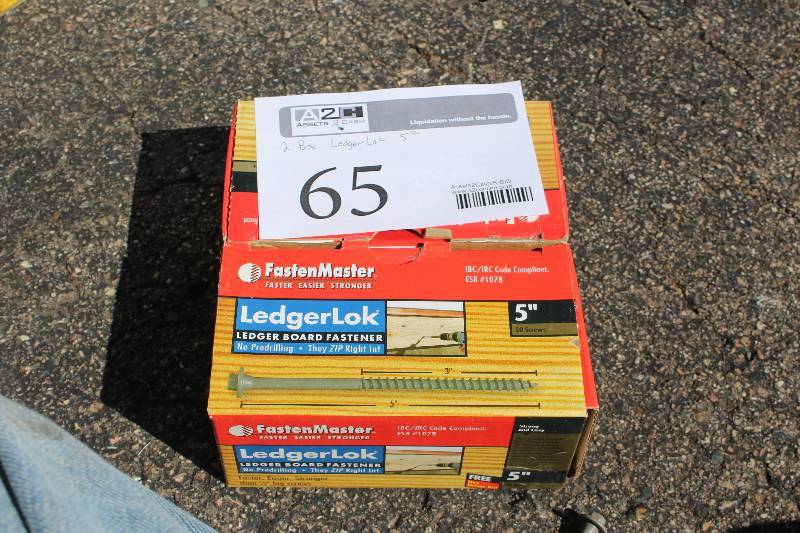 A2C
ASSETS 2 CASH
Liquidation without the hassle.
2 Box LedgerLok 5"
65
FastenMaster
FASTER EASIER STRONGER
IBC/IRC Code Compliant.
ESR #1078
LedgerLok
LEDGER BOARD FASTENER
No Predrilling • They ZIP Right In!
5"
50 Screws
3"
5"
FastenMaster
FASTER EASIER STRONGER
IBC/IRC Code Compliant.
ESR #1078
Strong
and Easy
LedgerLok
LEDGER BOARD FASTENER
No Predrilling • They ZIP Right In!
Faster, Easier, Stronger
FREE
5"